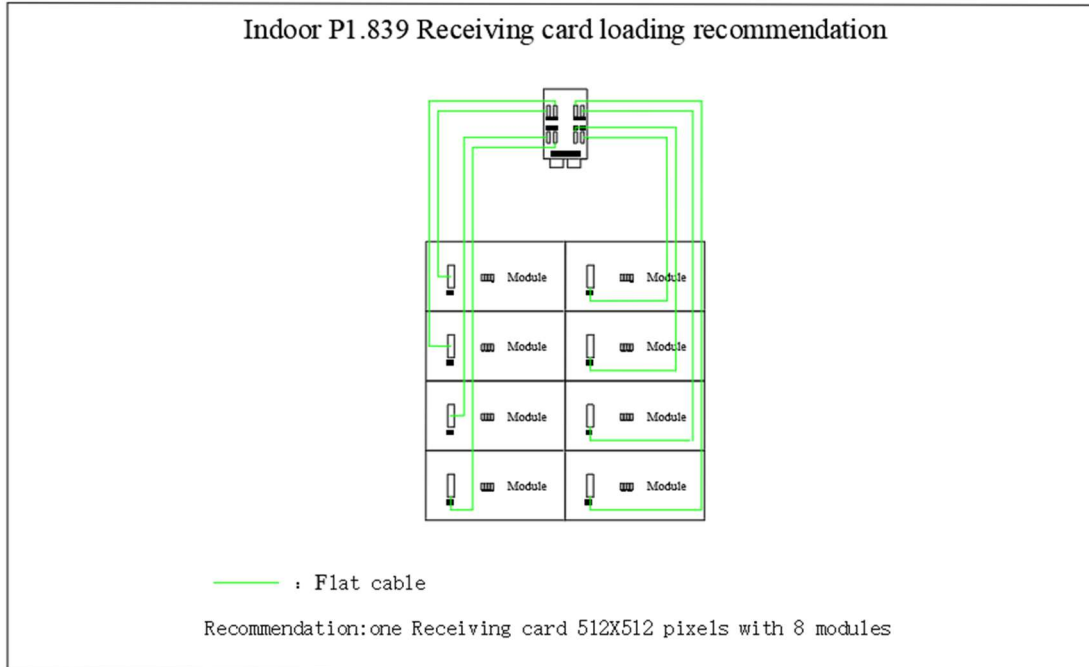 Indoor P1.839 Receiving card loading recommendation
Module Module
Module Module
Module Module
Module Module
: Flat cable
Recommendation:one Receiving card 512X512 pixels with 8 modules